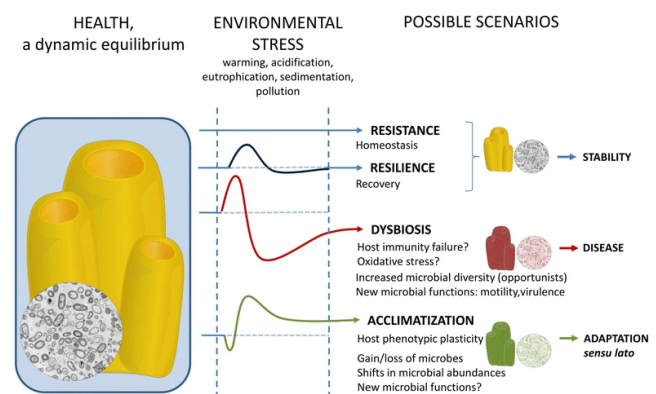 HEALTH,
a dynamic equilibrium
ENVIRONMENTAL
STRESS
warming, acidification,
eutrophication, sedimentation,
pollution
POSSIBLE SCENARIOS
RESISTANCE
Homeostasis
RESILIENCE
Recovery
STABILITY
DYSBIOSIS
Host immunity failure?
Oxidative stress?
Increased microbial diversity (opportunists)
New microbial functions: motility,virulence
DISEASE
ACCLIMATIZATION
Host phenotypic plasticity
Gain/loss of microbes
Shifts in microbial abundances
New microbial functions?
ADAPTATION
sensu lato